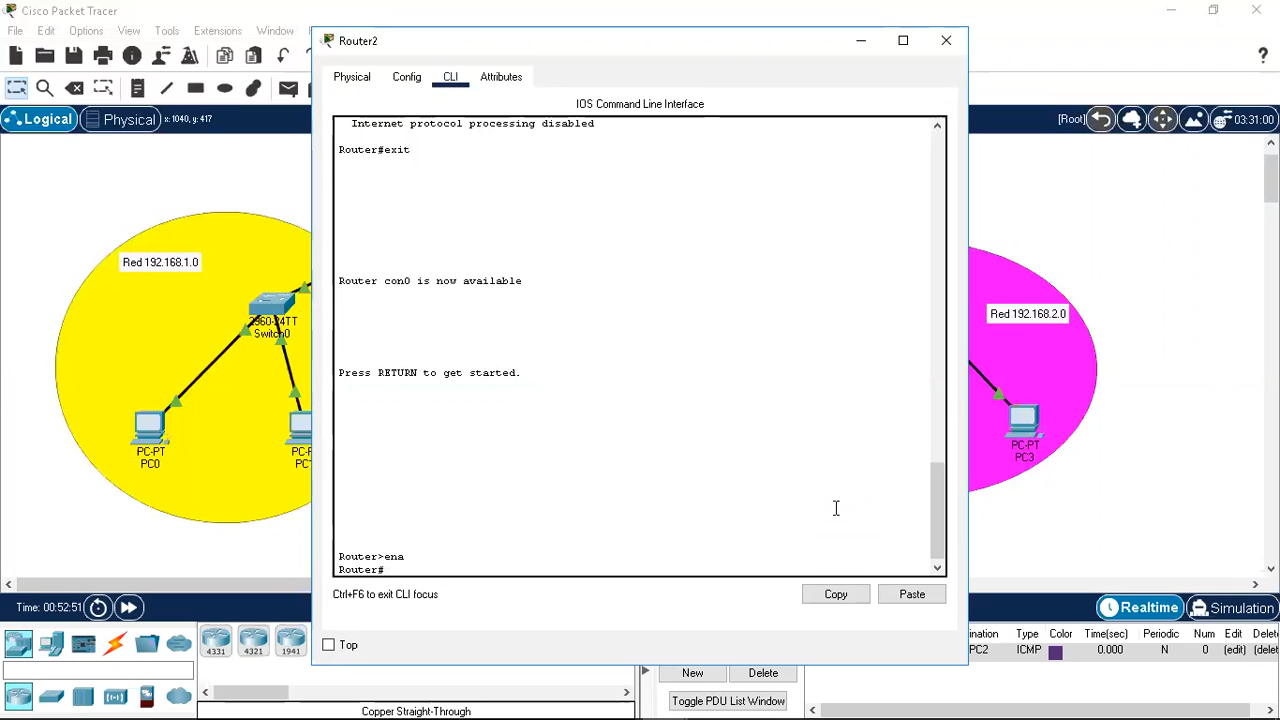 Cisco Packet Tracer
File Edit Options View Tools Extensions Window
Logical Physical x: 1040, y: 417
[Root] 03:31:00
Router2
Physical Config CLI Attributes
IOS Command Line Interface
Internet protocol processing disabled
Router#exit
Router con0 is now available
Press RETURN to get started.
Router>ena
Router#
Ctrl+F6 to exit CLI focus
Copy Paste
Top
Red 192.168.1.0
2960-24TT
Switch0
PC-PT
PC0
Red 192.168.2.0
PC-PT
PC3
Time: 00:52:51
Realtime Simulation
4331 4321 1941
Copper Straight-Through
New Delete
Toggle PDU List Window
Type Color Time(sec) Periodic Num Edit
PC2 ICMP 0.000 N 0 (edit)